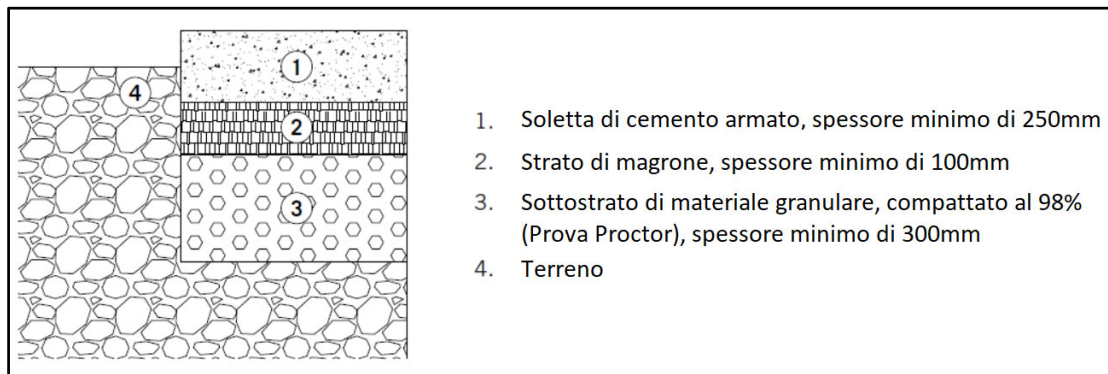 1
4
2
3
1. Soletta di cemento armato, spessore minimo di 250mm
2. Strato di magrone, spessore minimo di 100mm
3. Sottostrato di materiale granulare, compattato al 98%
(Prova Proctor), spessore minimo di 300mm
4. Terreno